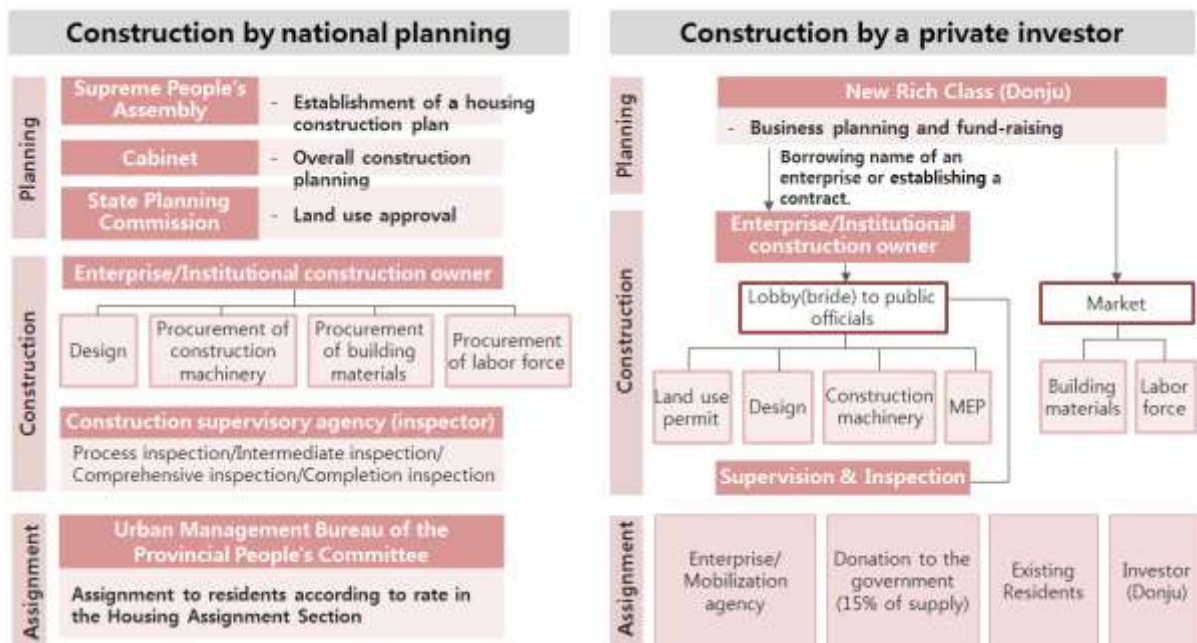 Construction by national planning
Planning
Supreme People's
Assembly
- Establishment of a housing
construction plan
Cabinet
- Overall construction
planning
State Planning
Commission
- Land use approval
Construction
Enterprise/Institutional construction owner
Design
Procurement of
construction
machinery
Procurement
of building
materials
Procurement
of labor force
Construction supervisory agency (inspector)
Process inspection/Intermediate inspection/
Comprehensive inspection/Completion inspection
Assignment
Urban Management Bureau of the
Provincial People's Committee
Assignment to residents according to rate in
the Housing Assignment Section
Construction by a private investor
Planning
New Rich Class (Donju)
- Business planning and fund-raising
Borrowing name of an
enterprise or establishing a
contract.
Construction
Enterprise/Institutional
construction owner
Lobby(bride) to public
officials
Market
Land use
permit
Design
Construction
machinery
MEP
Building
materials
Labor
force
Supervision & Inspection
Assignment
Enterprise/
Mobilization
agency
Donation to the
government
(15% of supply)
Existing
Residents
Investor
(Donju)